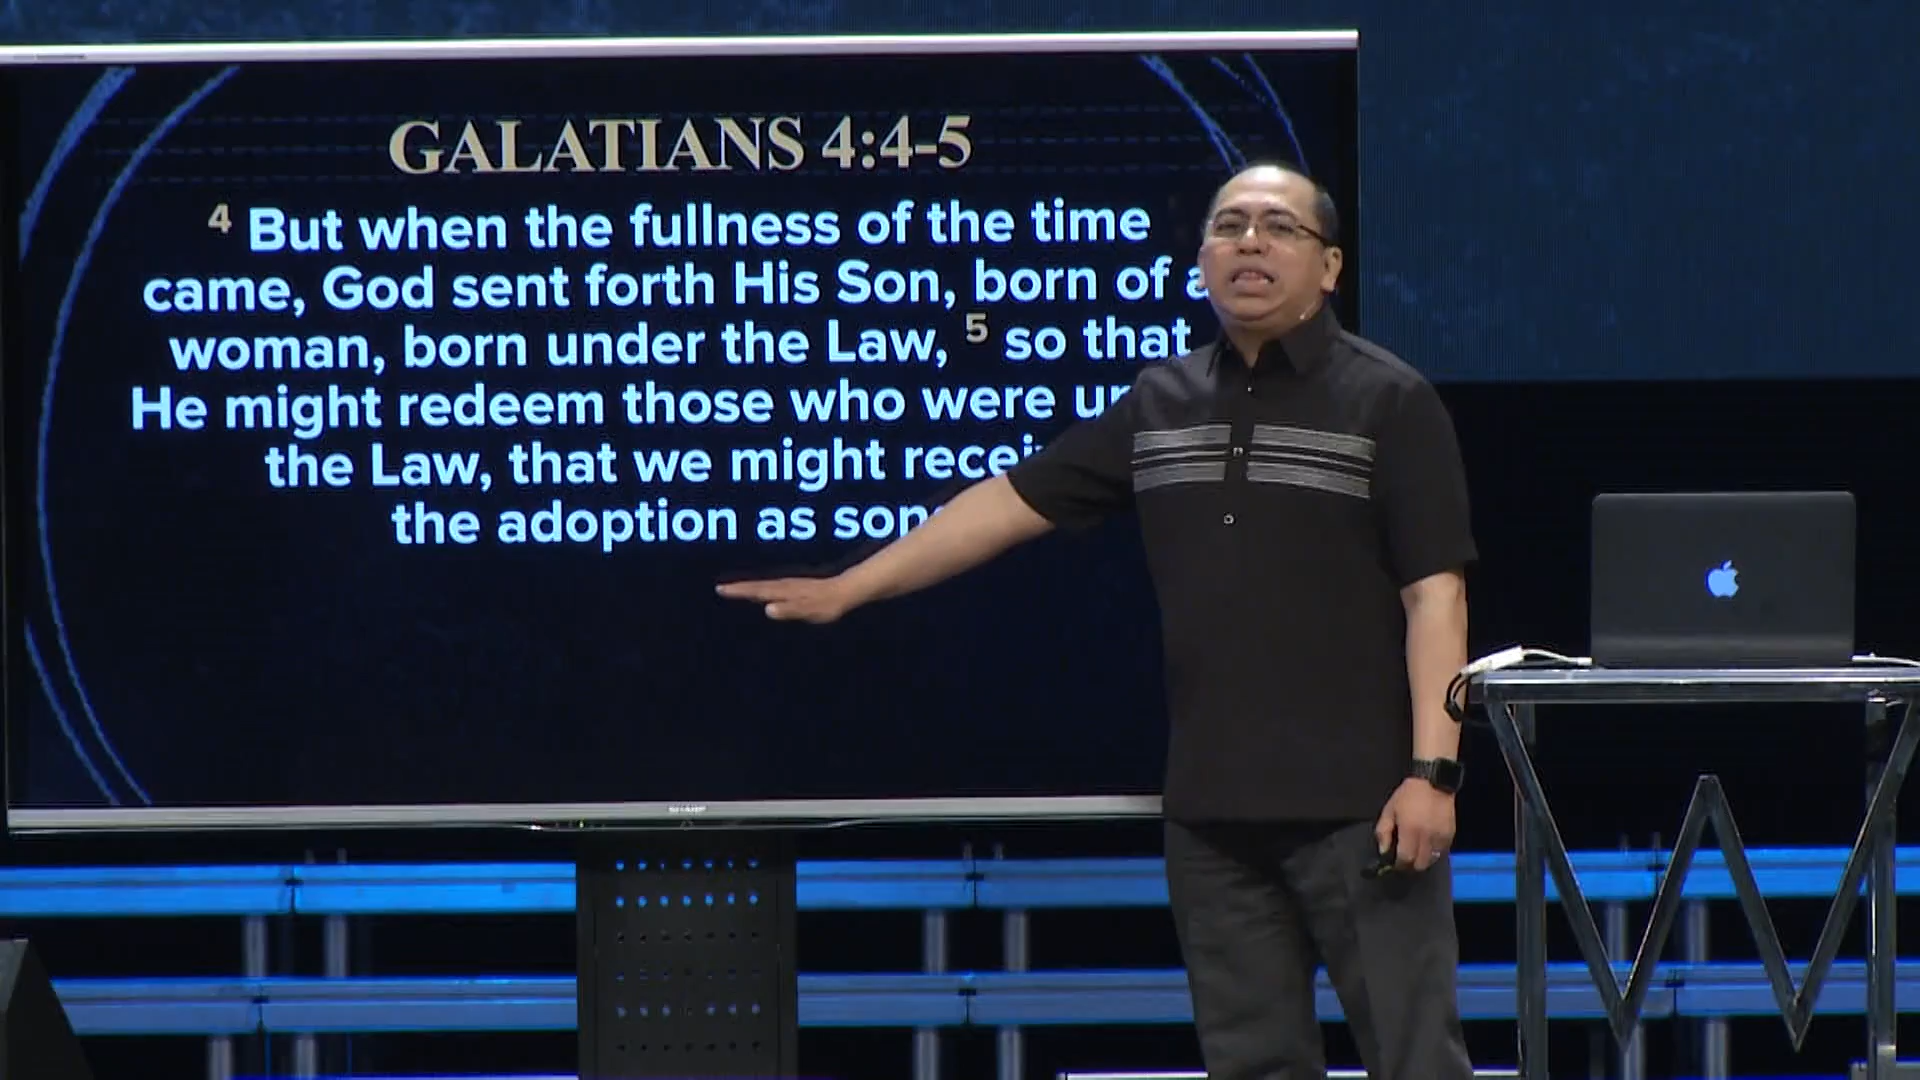 GALATIANS 4:4-5
4 But when the fullness of the time
came, God sent forth His Son, born of a
woman, born under the Law, 5 so that
He might redeem those who were
the Law, that we might
the adoption as
SHARP